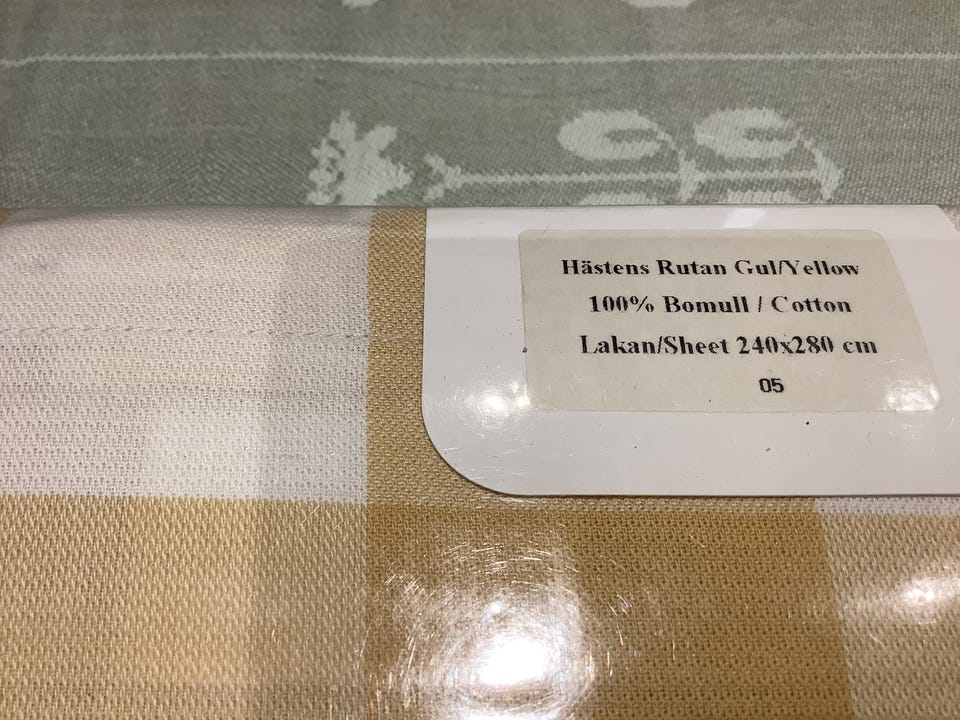 Hästens Rutan Gul/Yellow
100% Bomull / Cotton
Lakan/Sheet 240x280 cm
05